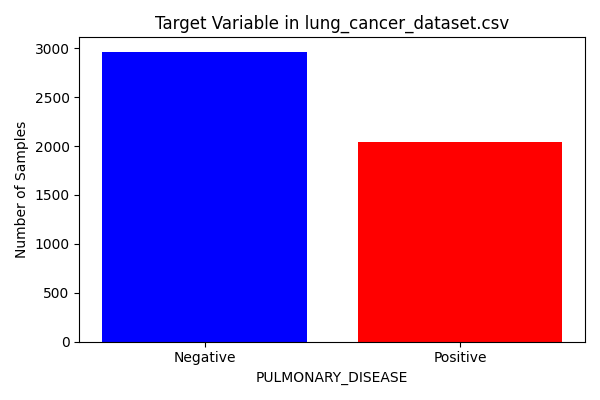 Target Variable in lung_cancer_dataset.csv
Number of Samples
3000
2500
2000
1500
1000
500
0
Negative Positive
PULMONARY_DISEASE